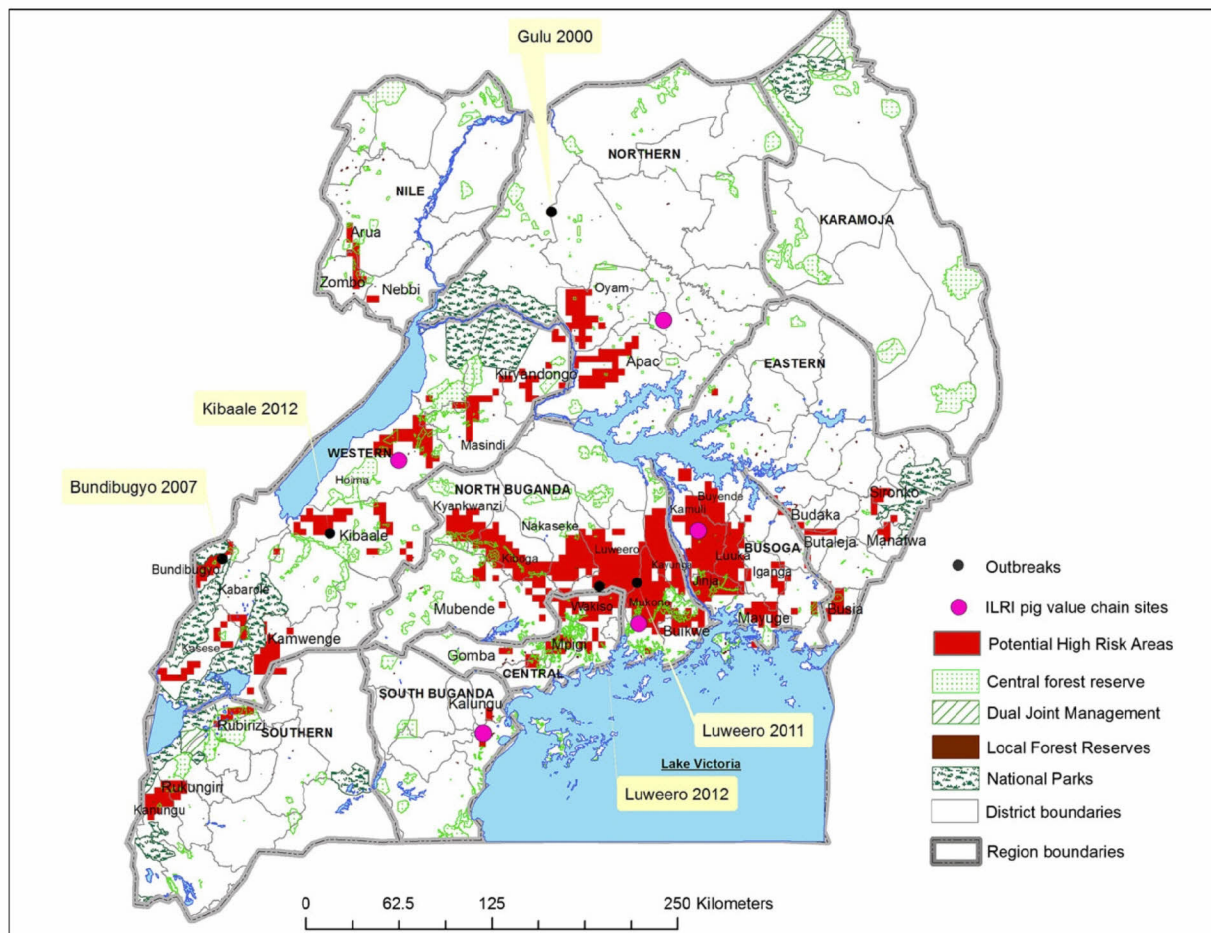 Gulu 2000
NORTHERN
NILE
KARAMOJA
Arua
Zombo
Nebbi
Oyam
Apac
EASTERN
Kiryandongo
Kibaale 2012
Masindi
WESTERN
Hoima
Bundibugyo 2007
NORTH BUGANDA
Kyankwanzi
Nakaseke
Buyende
Kamuli
Sironko
Budaka
Kibaale
Luweero
BUSOGA
Butaleja
Manafwa
Bundibugyo
Kiboga
Kayunga
Luuka
Iganga
Kabarole
Jinja
Mubende
Wakiso
Mukono
Mayuge
Busia
Kasese
Kamwenge
Mpigi
Buikwe
Gomba
CENTRAL
SOUTH BUGANDA
Kalungu
Rubirizi
SOUTHERN
Luweero 2011
Lake Victoria
Luweero 2012
Rukungiri
Kanungu
Outbreaks
ILRI pig value chain sites
Potential High Risk Areas
Central forest reserve
Dual Joint Management
Local Forest Reserves
National Parks
District boundaries
Region boundaries
0 62.5 125 250 Kilometers